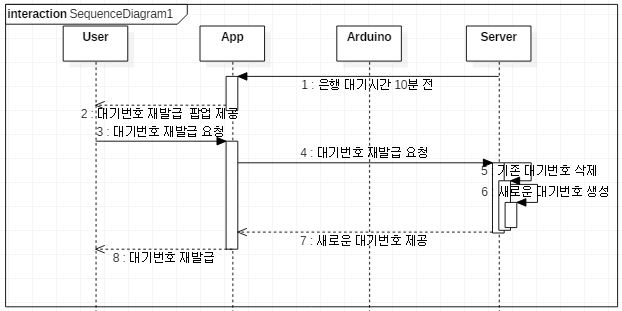 interaction SequenceDiagram1
User
App
Arduino
Server
1 : 은행 대기시간 10분 전
2 : 대기번호 재발급 팝업 제공
3 : 대기번호 재발급 요청
4 : 대기번호 재발급 요청
5 : 기존 대기번호 삭제
6 : 새로운 대기번호 생성
7 : 새로운 대기번호 제공
8 : 대기번호 재발급